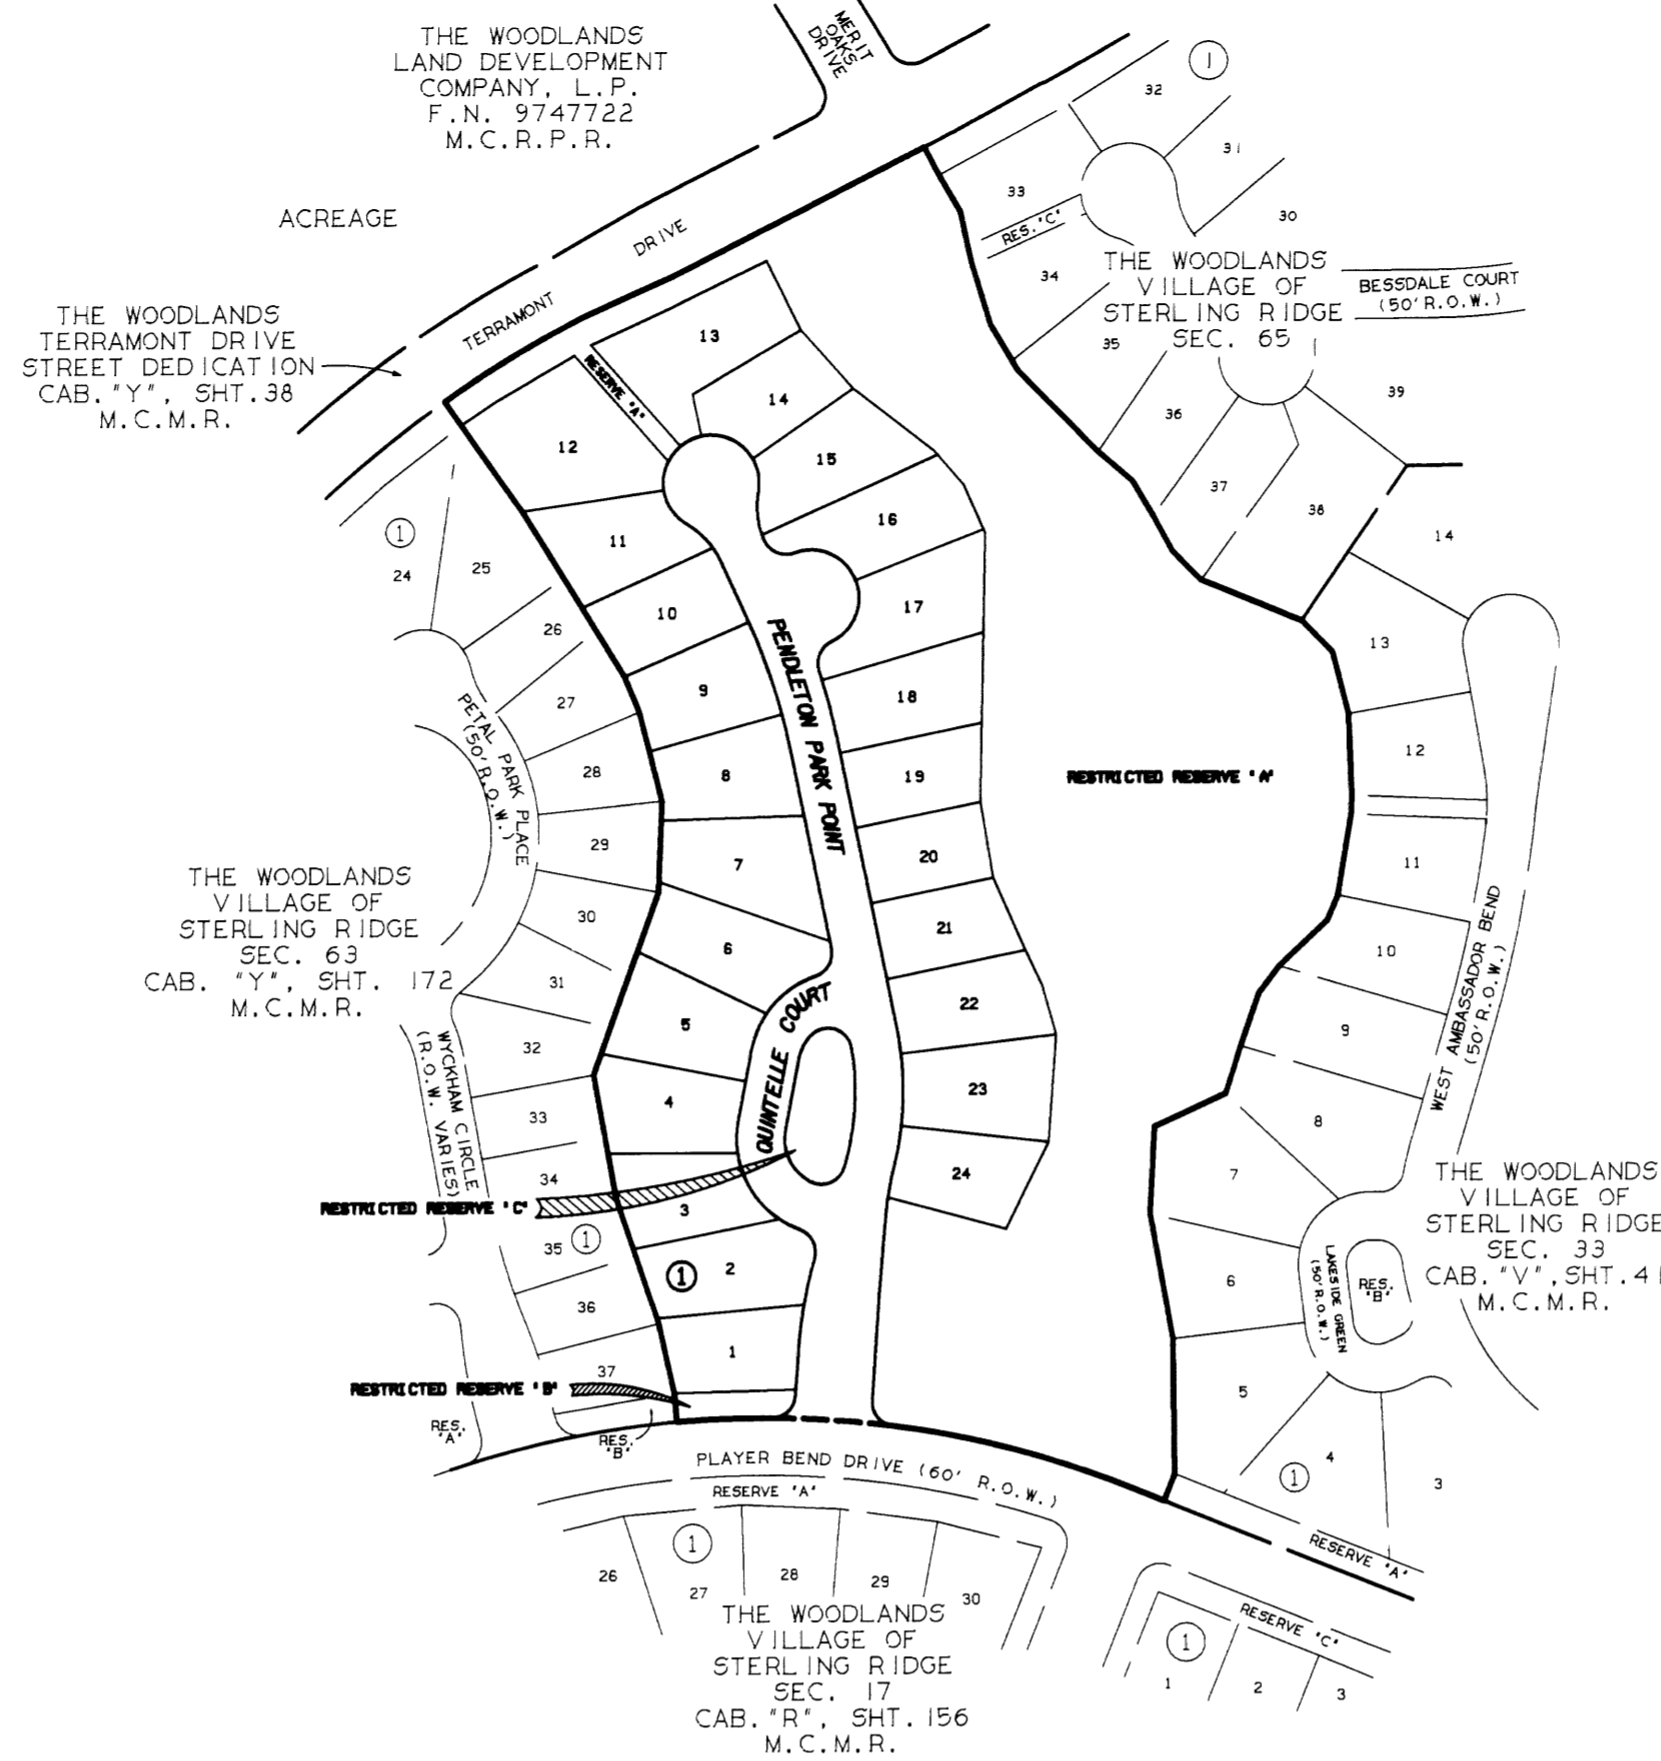 THE WOODLANDS
LAND DEVELOPMENT
COMPANY, L.P.
F.N. 9747722
M.C.R.P.R.
MERIT
OAKS
DRIVE
1
32
31
30
33
RES. "C"
34
35
36
37
38
39
THE WOODLANDS
VILLAGE OF
STERLING RIDGE
SEC. 65
BESSDALE COURT
(50' R.O.W.)
ACREAGE
TERRAMONT DRIVE
THE WOODLANDS
TERRAMONT DRIVE
STREET DEDICATION
CAB. "Y", SHT. 38
M.C.M.R.
RESERVE "A"
13
14
15
16
17
18
19
20
21
22
23
24
12
11
10
9
8
7
6
5
4
3
2
1
1
PENDLETON PARK POINT
QUINTELLE COURT
RESTRICTED RESERVE "A"
RESTRICTED RESERVE "C"
RESTRICTED RESERVE "B"
1
24
25
26
27
28
29
30
31
32
33
34
35
1
36
37
PETAL PARK PLACE
(50' R.O.W.)
THE WOODLANDS
VILLAGE OF
STERLING RIDGE
SEC. 63
CAB. "Y", SHT. 172
M.C.M.R.
WYCKHAM CIRCLE
(R.O.W. VARIES)
RES.
"A"
RES.
"B"
14
13
12
11
10
9
8
7
6
5
4
3
1
WEST AMBASSADOR BEND
(50' R.O.W.)
LAKESIDE GREEN
(50' R.O.W.)
RES.
"B"
THE WOODLANDS
VILLAGE OF
STERLING RIDGE
SEC. 33
CAB. "V", SHT. 41
M.C.M.R.
PLAYER BEND DRIVE (60' R.O.W.)
RESERVE "A"
RESERVE "A"
1
26
27
28
29
30
THE WOODLANDS
VILLAGE OF
STERLING RIDGE
SEC. 17
CAB. "R", SHT. 156
M.C.M.R.
RESERVE "C"
1
1
2
3